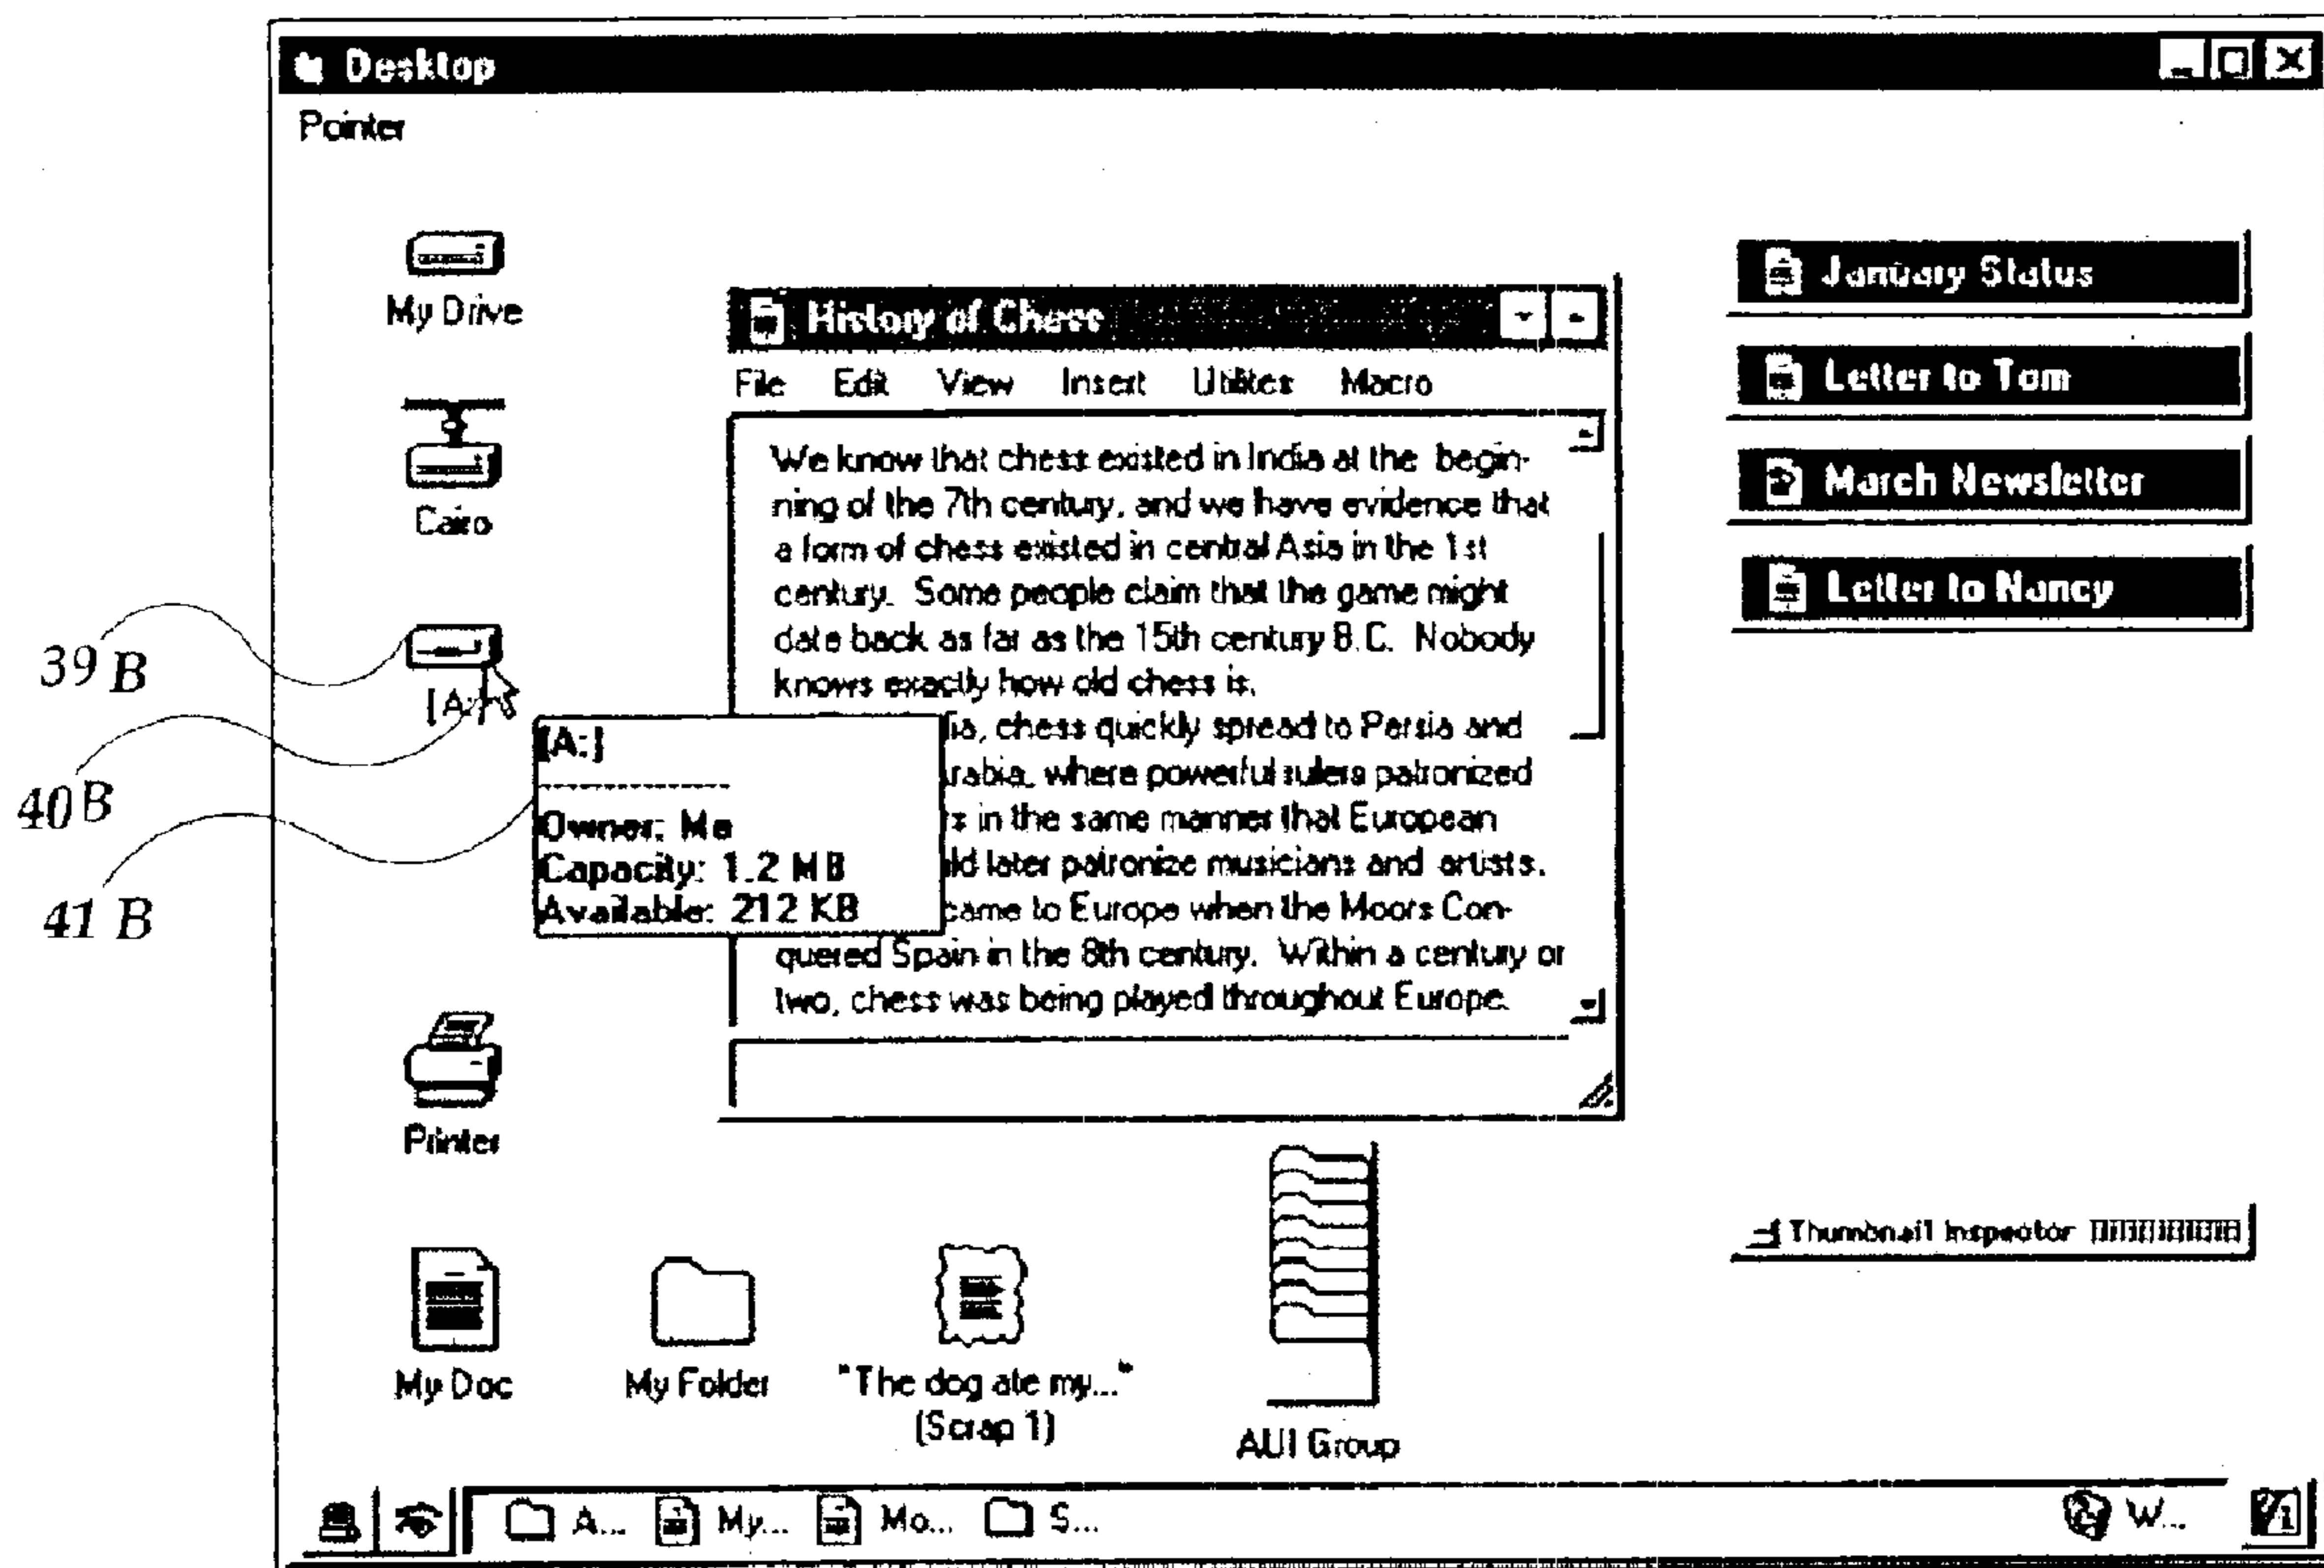 Desktop
Pointer
My Drive
Cairo
39 B
[A:]
40 B
41 B
[A:]
Owner: Me
Capacity: 1.2 MB
Available: 212 KB
History of Chess
File Edit View Insert Utilites Macro
We know that chess existed in India at the begin-
ning of the 7th century, and we have evidence that
a form of chess existed in central Asia in the 1st
century. Some people claim that the game might
date back as far as the 15th century B.C. Nobody
knows exactly how old chess is.
ia, chess quickly spread to Persia and
rabia, where powerful rulers patronized
s in the same manner that European
ld later patronize musicians and artists.
came to Europe when the Moors Con-
quered Spain in the 8th century. Within a century or
two, chess was being played throughout Europe.
January Status
Letter to Tom
March Newsletter
Letter to Nancy
Printer
Thumbnail Inspector
My Doc
My Folder
"The dog ate my..."
(Scrap 1)
AUI Group
A... My... Mo... S... W...